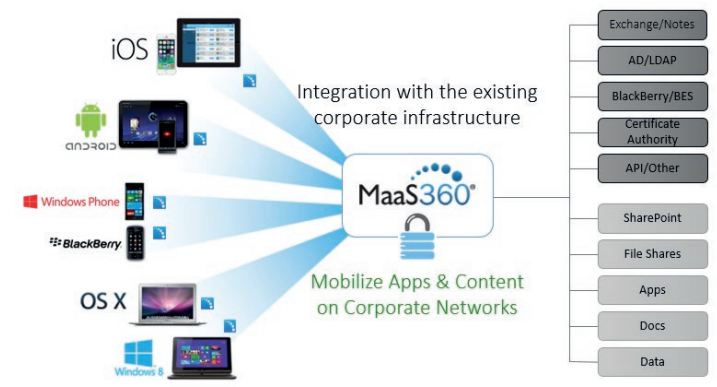 iOS
ANDROID
Windows Phone
BlackBerry
OS X
Windows 8
Integration with the existing
corporate infrastructure
MaaS360®
Mobilize Apps & Content
on Corporate Networks
Exchange/Notes
AD/LDAP
BlackBerry/BES
Certificate
Authority
API/Other
SharePoint
File Shares
Apps
Docs
Data